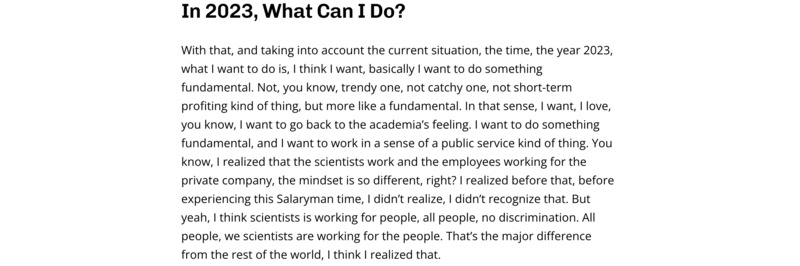 In 2023, What Can I Do?
With that, and taking into account the current situation, the time, the year 2023,
what I want to do is, I think I want, basically I want to do something
fundamental. Not, you know, trendy one, not catchy one, not short-term
profiting kind of thing, but more like a fundamental. In that sense, I want, I love,
you know, I want to go back to the academia’s feeling. I want to do something
fundamental, and I want to work in a sense of a public service kind of thing. You
know, I realized that the scientists work and the employees working for the
private company, the mindset is so different, right? I realized before that, before
experiencing this Salaryman time, I didn’t realize, I didn’t recognize that. But
yeah, I think scientists is working for people, all people, no discrimination. All
people, we scientists are working for the people. That’s the major difference
from the rest of the world, I think I realized that.